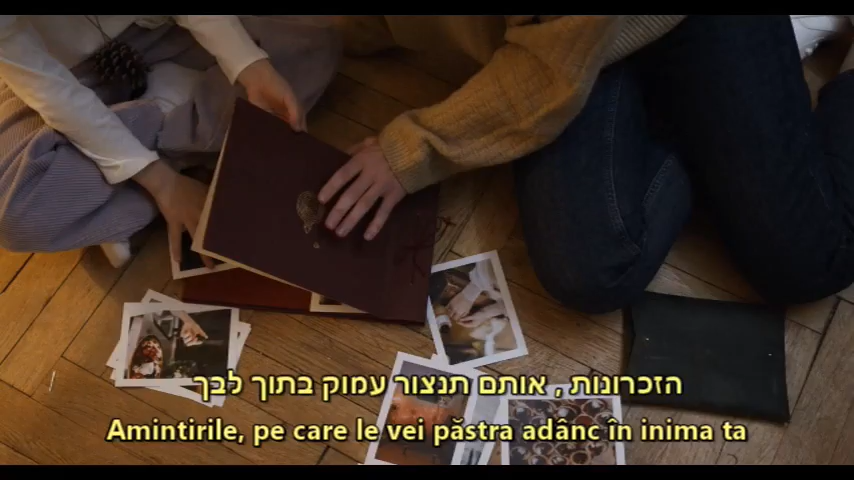 הזכרונות , אותם תנצור עמוק בתוך לבך
Amintirile, pe care le vei păstra adânc în inima ta